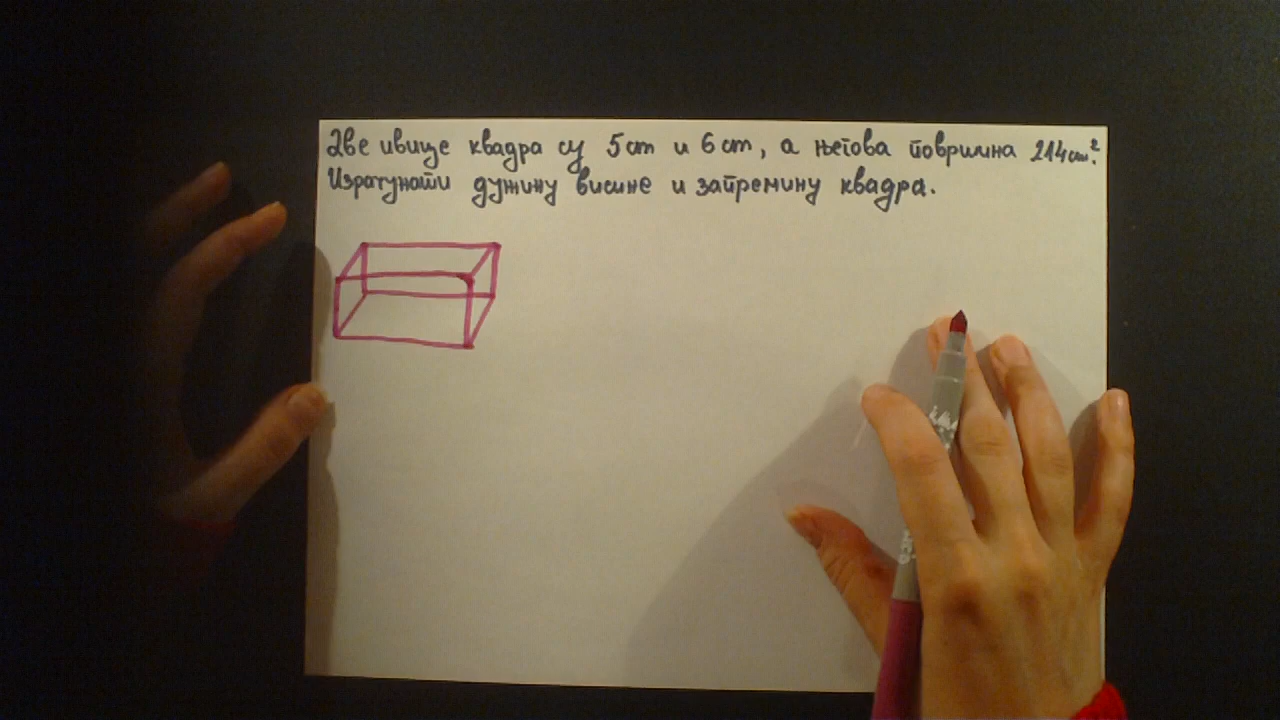 Две ивице квадра су 5cm и 6cm, а његова површина 214cm².
Израчунати дужину висине и запремину квадра.